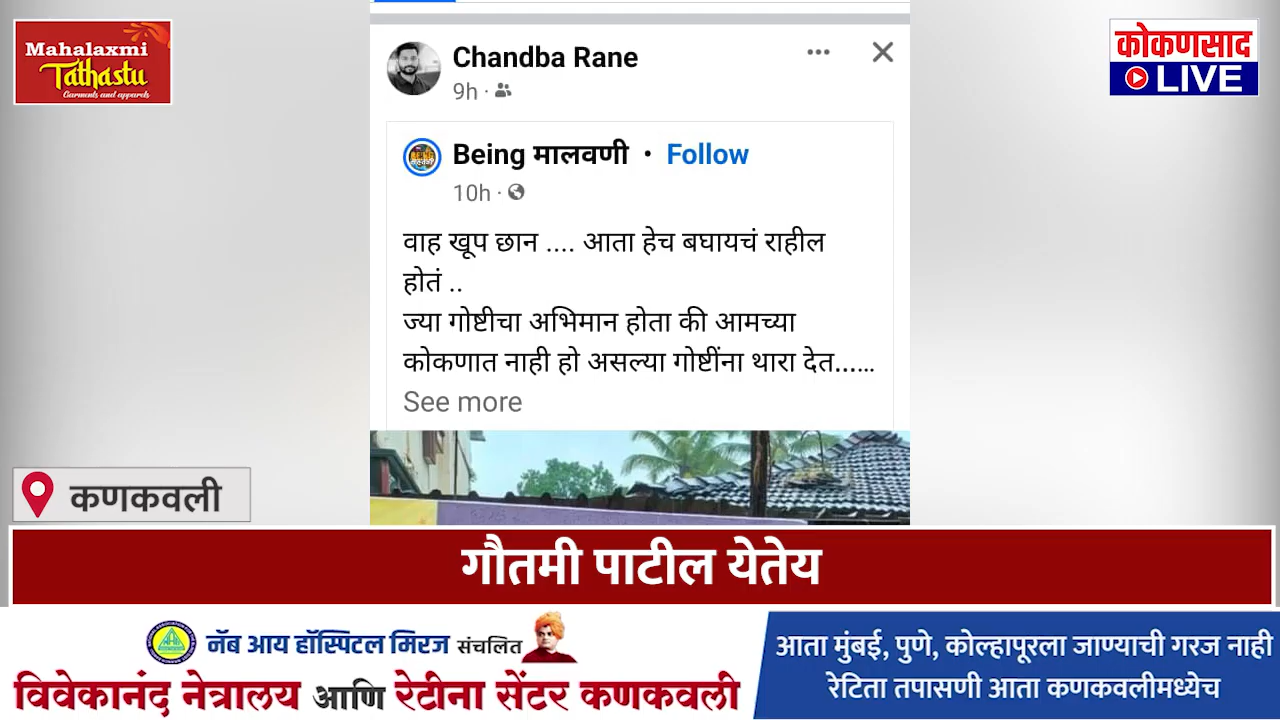 Mahalaxmi
Tathastu
Garments and apparels
Chandba Rane
9h
कोकणसाद
LIVE
Being मालवणी • Follow
10h
वाह खूप छान .... आता हेच बघायचं राहील
होतं ..
ज्या गोष्टीचा अभिमान होता की आमच्या
कोकणात नाही हो असल्या गोष्टींना थारा देत...…
See more
कणकवली
गौतमी पाटील येतेय
नॅब आय हॉस्पिटल मिरज संचलित
विवेकानंद नेत्रालय आणि रेटीना सेंटर कणकवली
आता मुंबई, पुणे, कोल्हापूरला जाण्याची गरज नाही
रेटिता तपासणी आता कणकवलीमध्येच